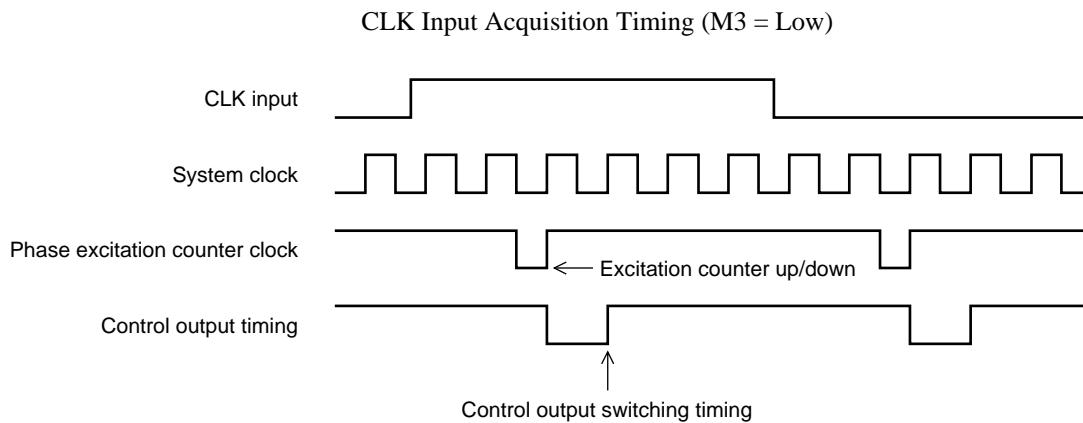 CLK Input Acquisition Timing (M3 = Low)
CLK input
System clock
Phase excitation counter clock
Excitation counter up/down
Control output timing
Control output switching timing